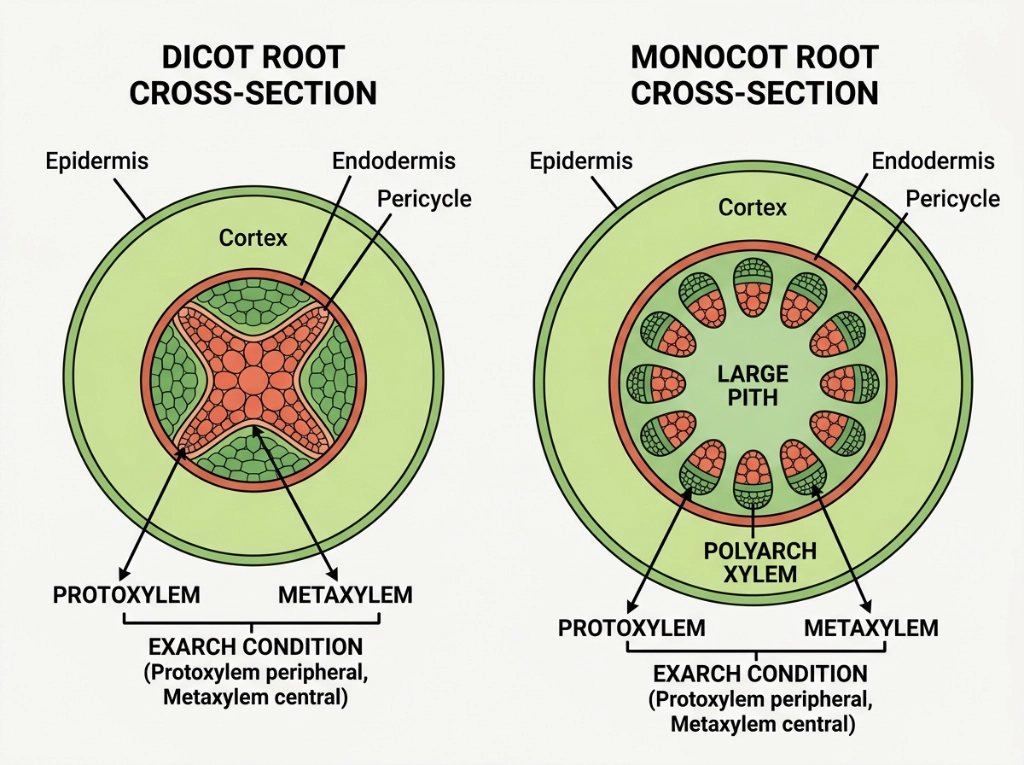 DICOT ROOT
CROSS-SECTION
Epidermis
Endodermis
Pericycle
Cortex
PROTOXYLEM
METAXYLEM
EXARCH CONDITION
(Protoxylem peripheral,
Metaxylem central)
MONOCOT ROOT
CROSS-SECTION
Epidermis
Endodermis
Pericycle
Cortex
LARGE
PITH
POLYARCH
XYLEM
PROTOXYLEM
METAXYLEM
EXARCH CONDITION
(Protoxylem peripheral,
Metaxylem central)